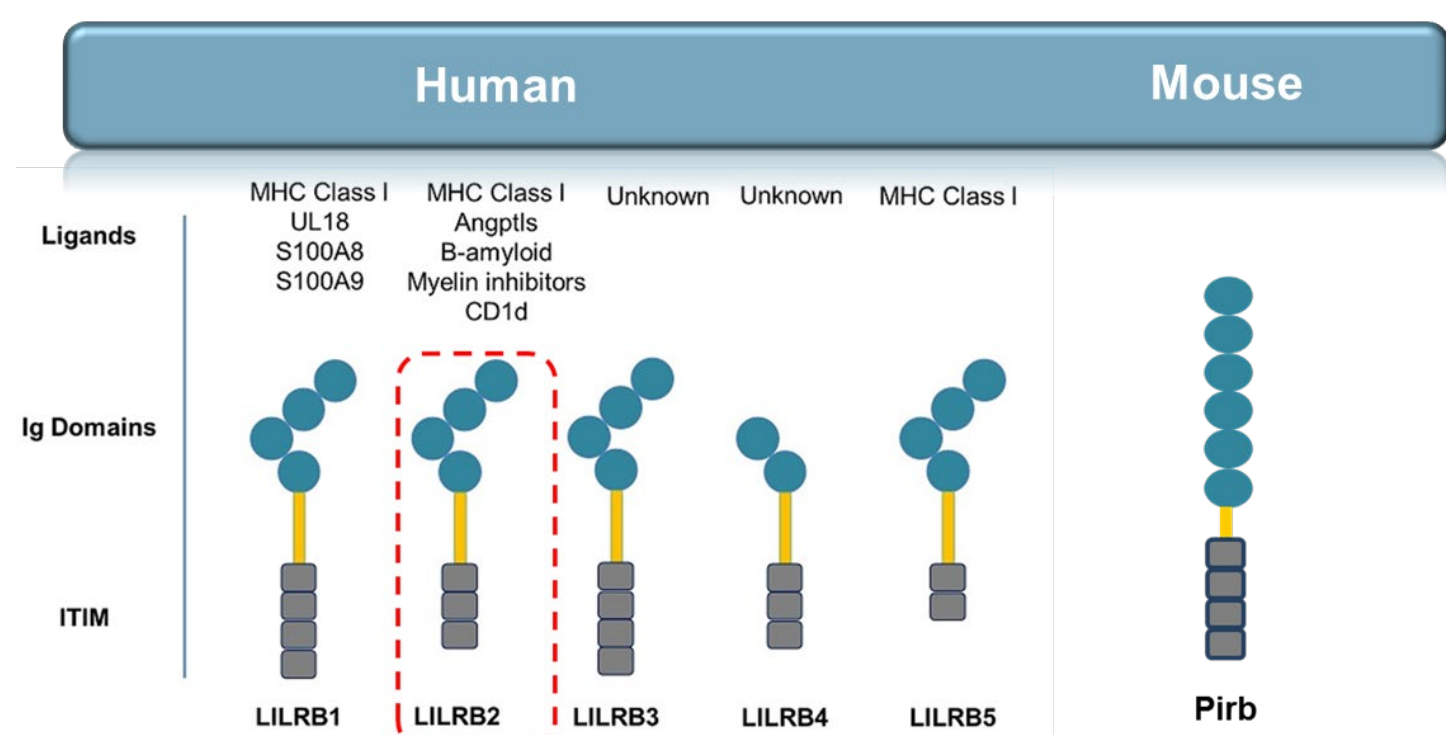 Human
Mouse
Ligands
MHC Class I
UL18
S100A8
S100A9
MHC Class I
Angptls
B-amyloid
Myelin inhibitors
CD1d
Unknown
Unknown
MHC Class I
Ig Domains
ITIM
LILRB1
LILRB2
LILRB3
LILRB4
LILRB5
Pirb